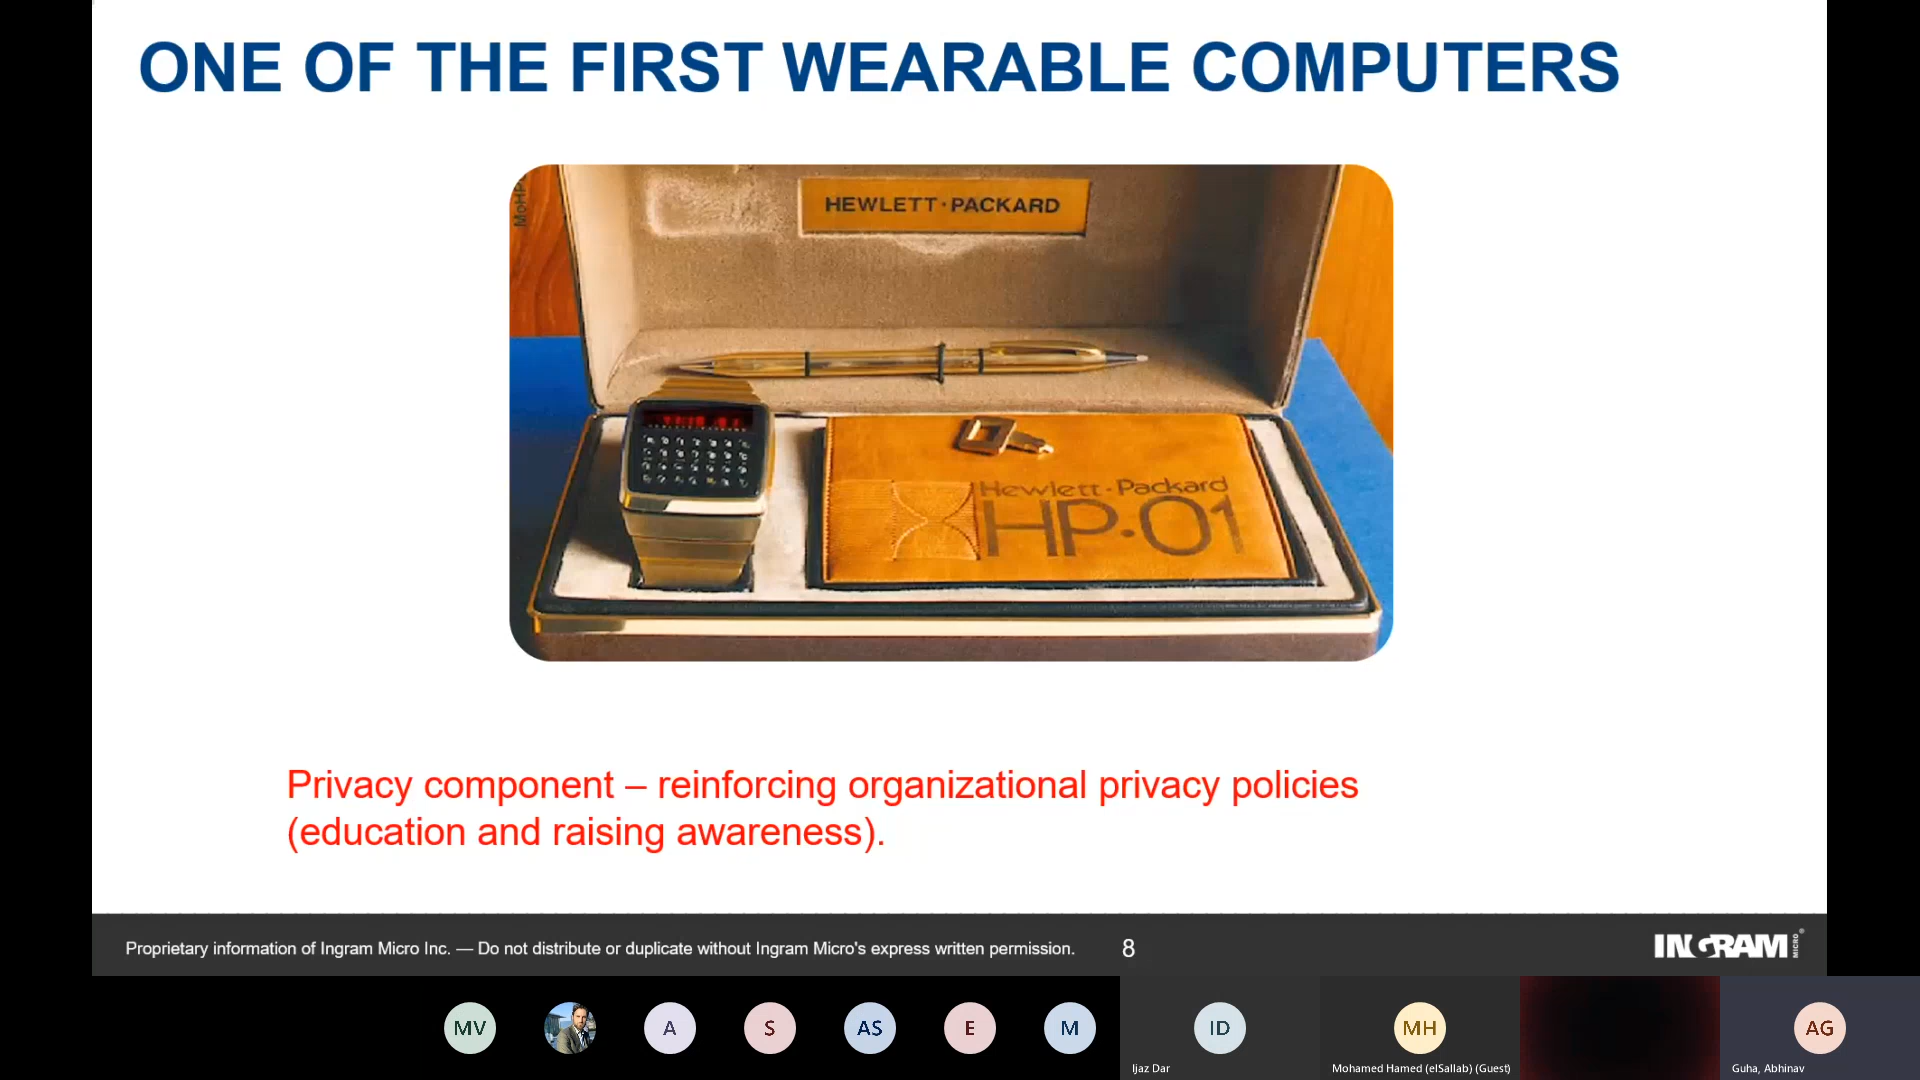 ONE OF THE FIRST WEARABLE COMPUTERS
HEWLETT·PACKARD
Hewlett·Packard
HP·01
Privacy component – reinforcing organizational privacy policies
(education and raising awareness).
Proprietary information of Ingram Micro Inc. — Do not distribute or duplicate without Ingram Micro's express written permission.
8
INGRAM MICRO
MV
A
S
AS
E
M
ID
MH
AG
Ijaz Dar
Mohamed Hamed (elSallab) (Guest)
Guha, Abhinav